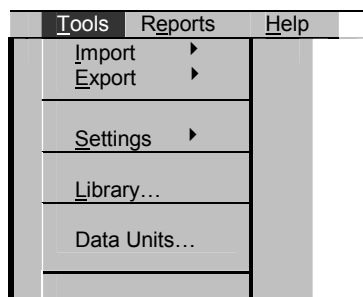 Tools Reports Help
Import
Export
Settings
Library…
Data Units…